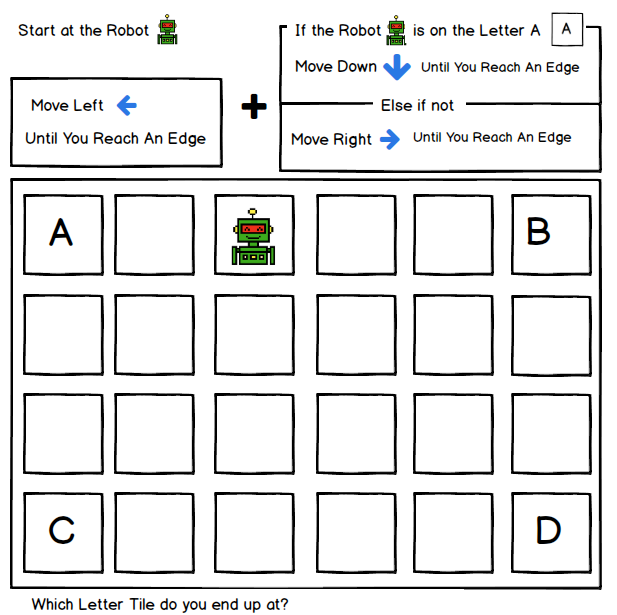 Start at the Robot
Move Left
Until You Reach An Edge
If the Robot is on the Letter A A
Move Down Until You Reach An Edge
Else if not
Move Right Until You Reach An Edge
A B
C D
Which Letter Tile do you end up at?